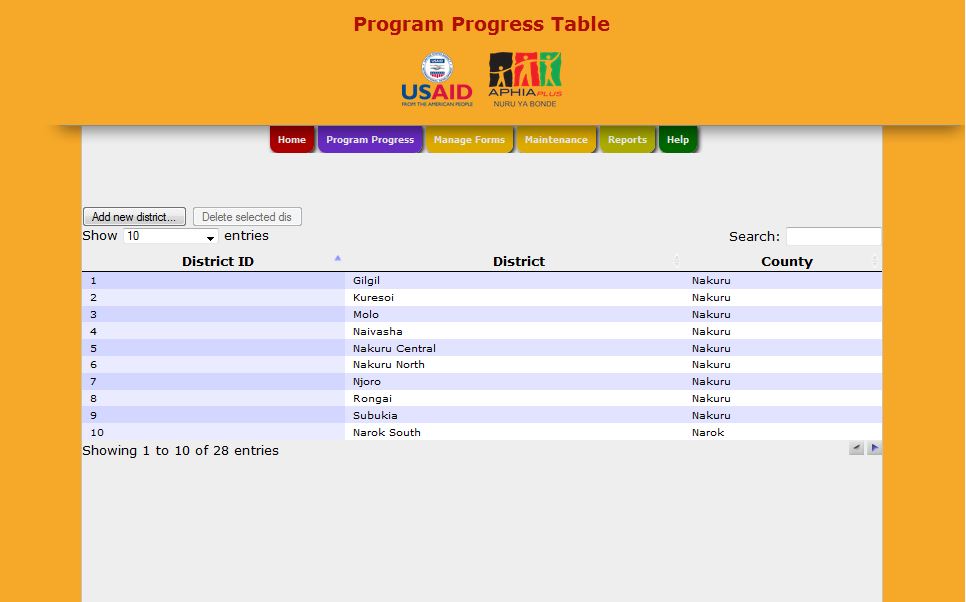 Program Progress Table
USAID
FROM THE AMERICAN PEOPLE
APHIAPLUS
NURU YA BONDE
Home Program Progress Manage Forms Maintenance Reports Help
Add new district... Delete selected dis
Show 10 entries Search:
District ID District County
1 Gilgil Nakuru
2 Kuresoi Nakuru
3 Molo Nakuru
4 Naivasha Nakuru
5 Nakuru Central Nakuru
6 Nakuru North Nakuru
7 Njoro Nakuru
8 Rongai Nakuru
9 Subukia Nakuru
10 Narok South Narok
Showing 1 to 10 of 28 entries